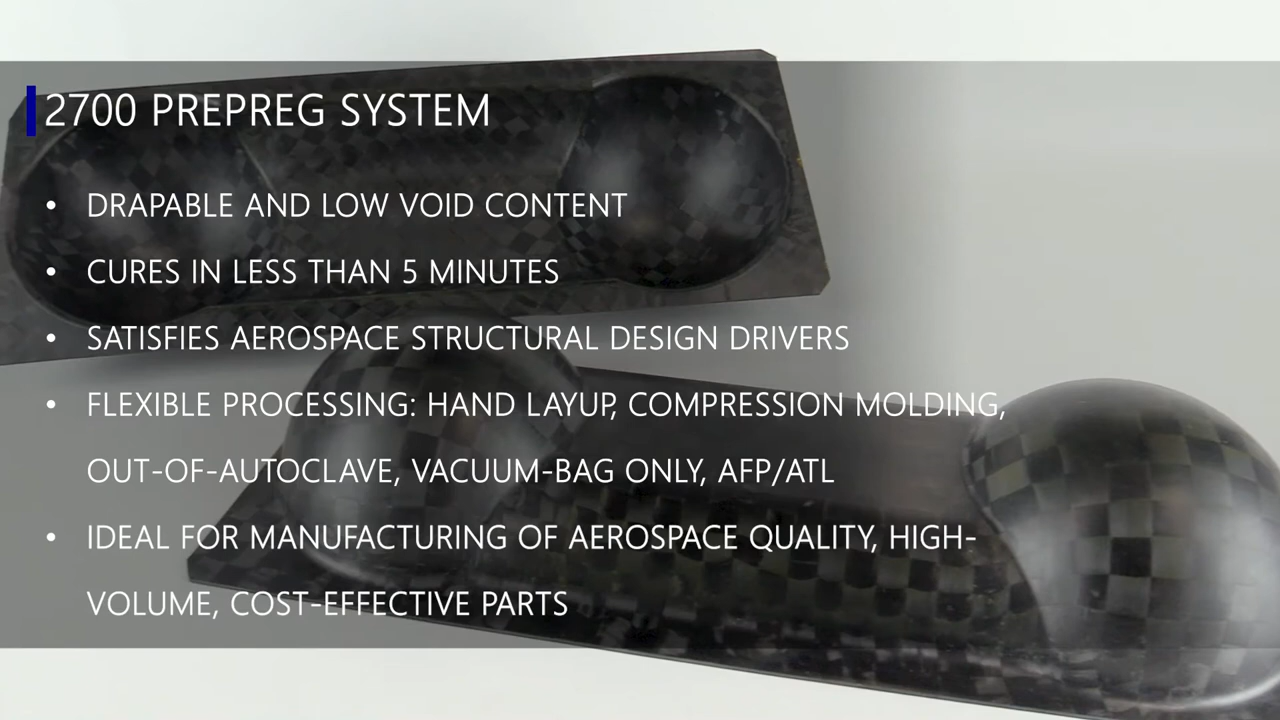 2700 PREPREG SYSTEM
• DRAPABLE AND LOW VOID CONTENT
• CURES IN LESS THAN 5 MINUTES
• SATISFIES AEROSPACE STRUCTURAL DESIGN DRIVERS
• FLEXIBLE PROCESSING: HAND LAYUP, COMPRESSION MOLDING,
OUT-OF-AUTOCLAVE, VACUUM-BAG ONLY, AFP/ATL
• IDEAL FOR MANUFACTURING OF AEROSPACE QUALITY, HIGH-
VOLUME, COST-EFFECTIVE PARTS